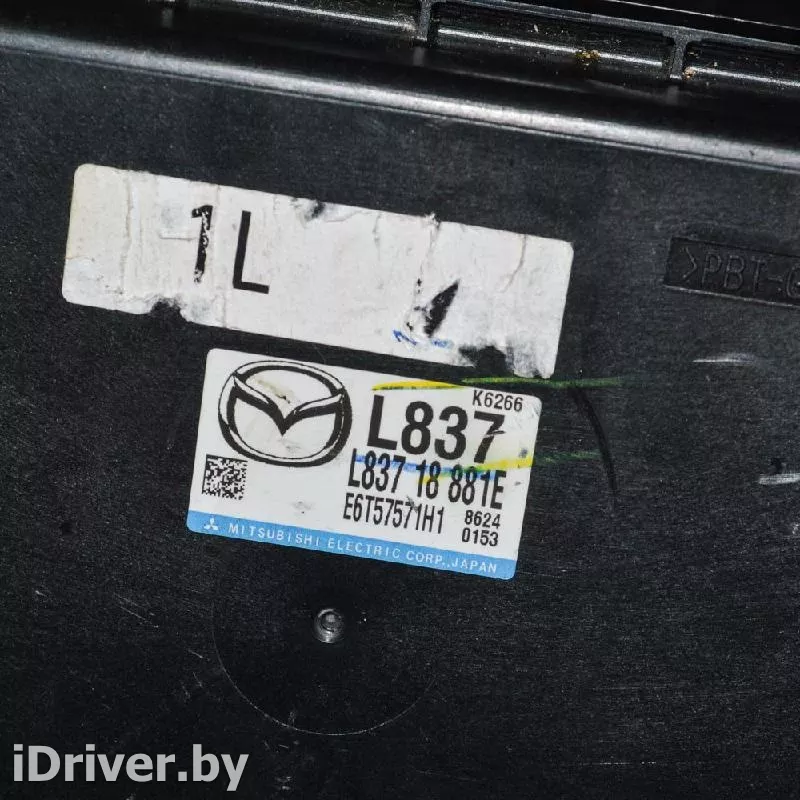 1L
>PBT-G
K6266
L837
L837 18 881E
E6T57571H1 8624
0153
MITSUBISHI ELECTRIC CORP., JAPAN
iDriver.by